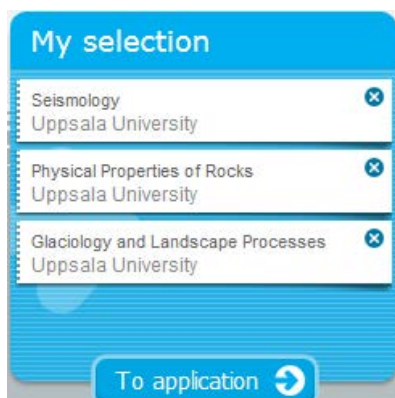 My selection
Seismology
Uppsala University
Physical Properties of Rocks
Uppsala University
Glaciology and Landscape Processes
Uppsala University
To application